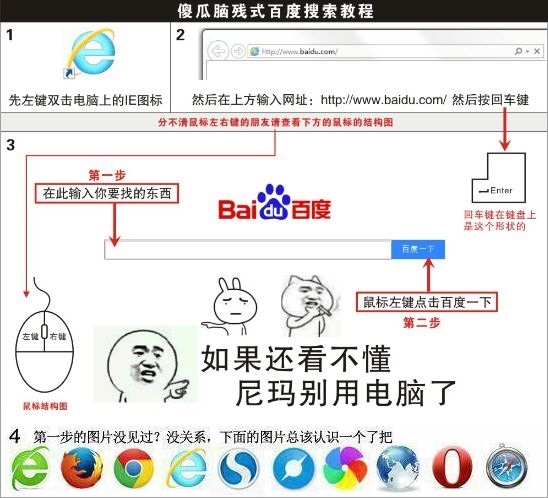 傻瓜脑残式百度搜索教程
1
2
http://www.baidu.com/
先左键双击电脑上的IE图标
然后在上方输入网址：http://www.baidu.com/ 然后按回车键
分不清鼠标左右键的朋友请查看下方的鼠标的结构图
3
第一步
在此输入你要找的东西
Bai du 百度
Enter
回车键在键盘上
是这个形状的
百度一下
鼠标左键点击百度一下
第二步
左键
右键
鼠标结构图
如果还看不懂
尼玛别用电脑了
4 第一步的图片没见过？没关系，下面的图片总该认识一个了把